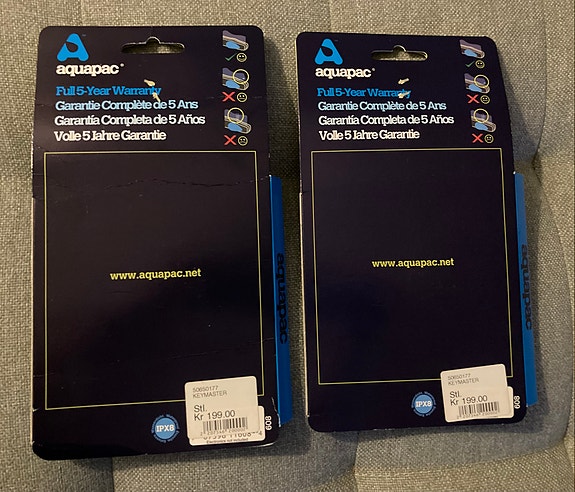 aquapac
Full 5-Year Warranty
Garantie Complète de 5 Ans
Garantía Completa de 5 Años
Volle 5 Jahre Garantie
www.aquapac.net
aquapac
50650177
KEYMASTER
Stl.
Kr 199.00
IPX8
608
aquapac
Full 5-Year Warranty
Garantie Complète de 5 Ans
Garantía Completa de 5 Años
Volle 5 Jahre Garantie
www.aquapac.net
aquapac
50650177
KEYMASTER
Stl.
Kr 199.00
IPX8
608